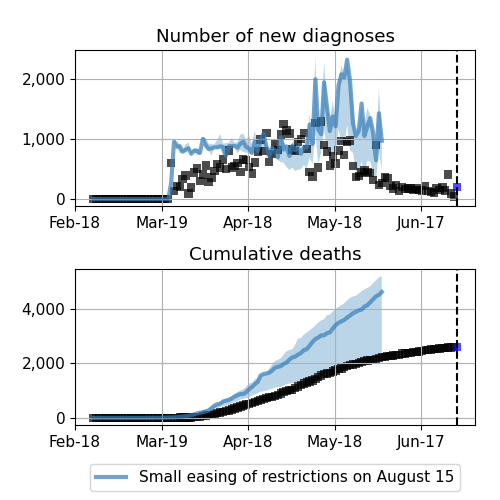 Number of new diagnoses
2,000
1,000
0
Feb-18 Mar-19 Apr-18 May-18 Jun-17
Cumulative deaths
4,000
2,000
0
Feb-18 Mar-19 Apr-18 May-18 Jun-17
Small easing of restrictions on August 15